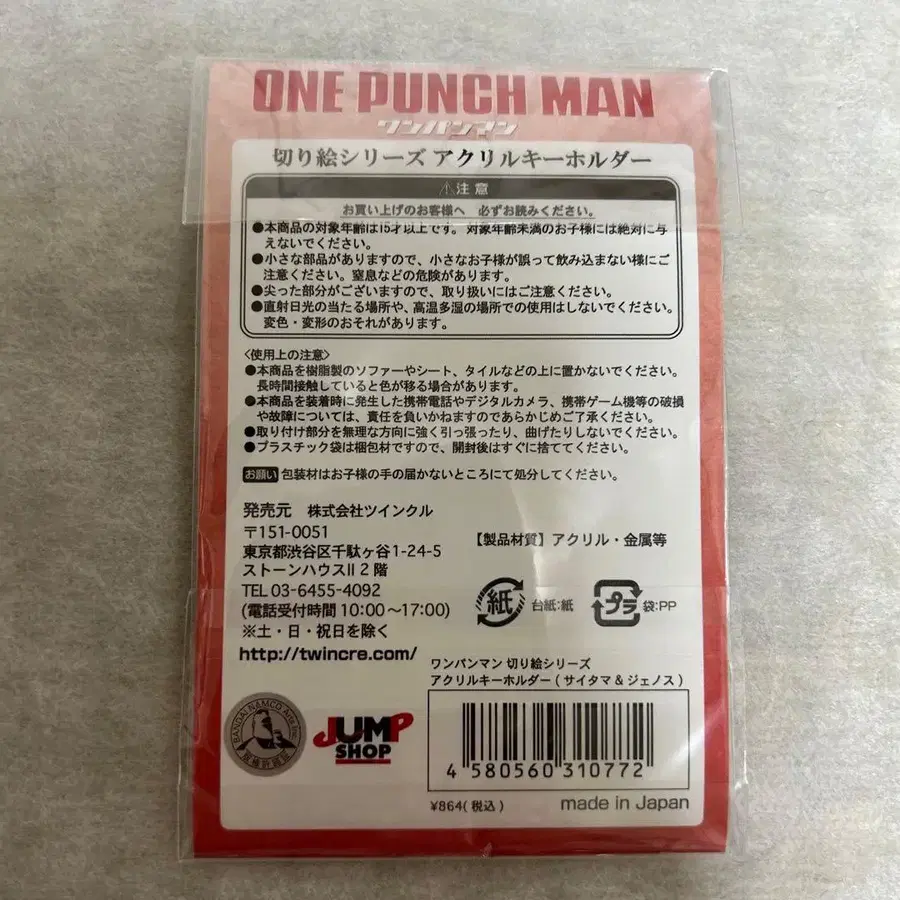 ONE PUNCH MAN
ワンパンマン
切り絵シリーズ アクリルキーホルダー
⚠注意
お買い上げのお客様へ 必ずお読みください。
●本商品の対象年齢は15才以上です。対象年齢未満のお子様には絶対に与
えないでください。
●小さな部品がありますので、小さなお子様が誤って飲み込まない様にご
注意ください。窒息などの危険があります。
●尖った部分がございますので、取り扱いにはご注意ください。
●直射日光の当たる場所や、高温多湿の場所での使用はしないでください。
変色・変形のおそれがあります。
〈使用上の注意〉
●本商品を樹脂製のソファーやシート、タイルなどの上に置かないでください。
長時間接触していると色が移る場合があります。
●本商品を装着時に発生した携帯電話やデジタルカメラ、携帯ゲーム機等の破損
や故障については、責任を負いかねますのであらかじめご了承ください。
●取り付け部分を無理な方向に強く引っ張ったり、曲げたりしないでください。
●プラスチック袋は梱包材ですので、開封後はすぐに捨ててください。
お願い 包装材はお子様の手の届かないところにて処分してください。
発売元 株式会社ツインクル
〒151-0051
東京都渋谷区千駄ヶ谷1-24-5
ストーンハウスII 2階
TEL 03-6455-4092
(電話受付時間 10:00〜17:00)
※土・日・祝日を除く
http://twincre.com/
【製品材質】アクリル・金属等
紙 台紙:紙
プラ 袋:PP
ワンパンマン 切り絵シリーズ
アクリルキーホルダー(サイタマ&ジェノス)
4 580560 310772
¥864(税込)
made in Japan
BANDAI NAMCO Arts Inc.
JUMP
SHOP